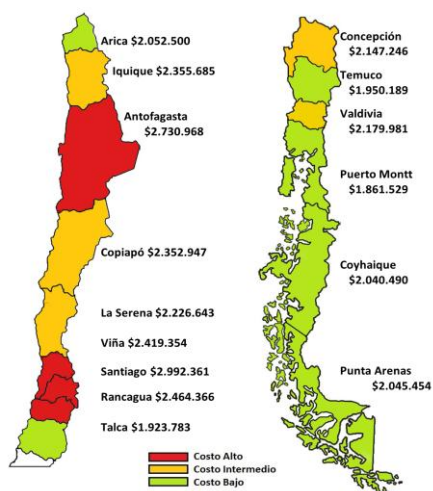 Arica $2.052.500
Iquique $2.355.685
Antofagasta
$2.730.968
Copiapó $2.352.947
La Serena $2.226.643
Viña $2.419.354
Santiago $2.992.361
Rancagua $2.464.366
Talca $1.923.783
Concepción
$2.147.246
Temuco
$1.950.189
Valdivia
$2.179.981
Puerto Montt
$1.861.529
Coyhaique
$2.040.490
Punta Arenas
$2.045.454
Costo Alto
Costo Intermedio
Costo Bajo